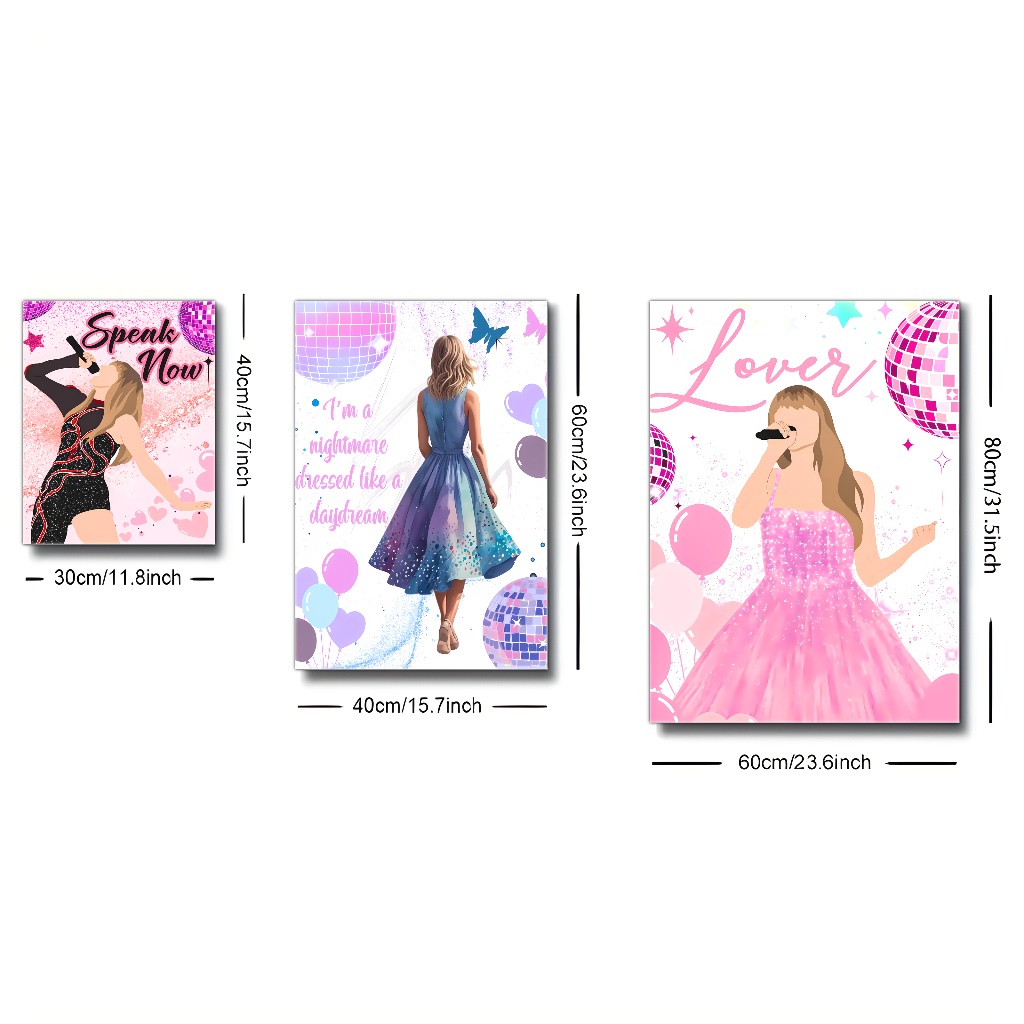 Speak
Now
40cm/15.7inch
30cm/11.8inch
I'm a
nightmare
dressed like a
daydream
60cm/23.6inch
40cm/15.7inch
Lover
80cm/31.5inch
60cm/23.6inch